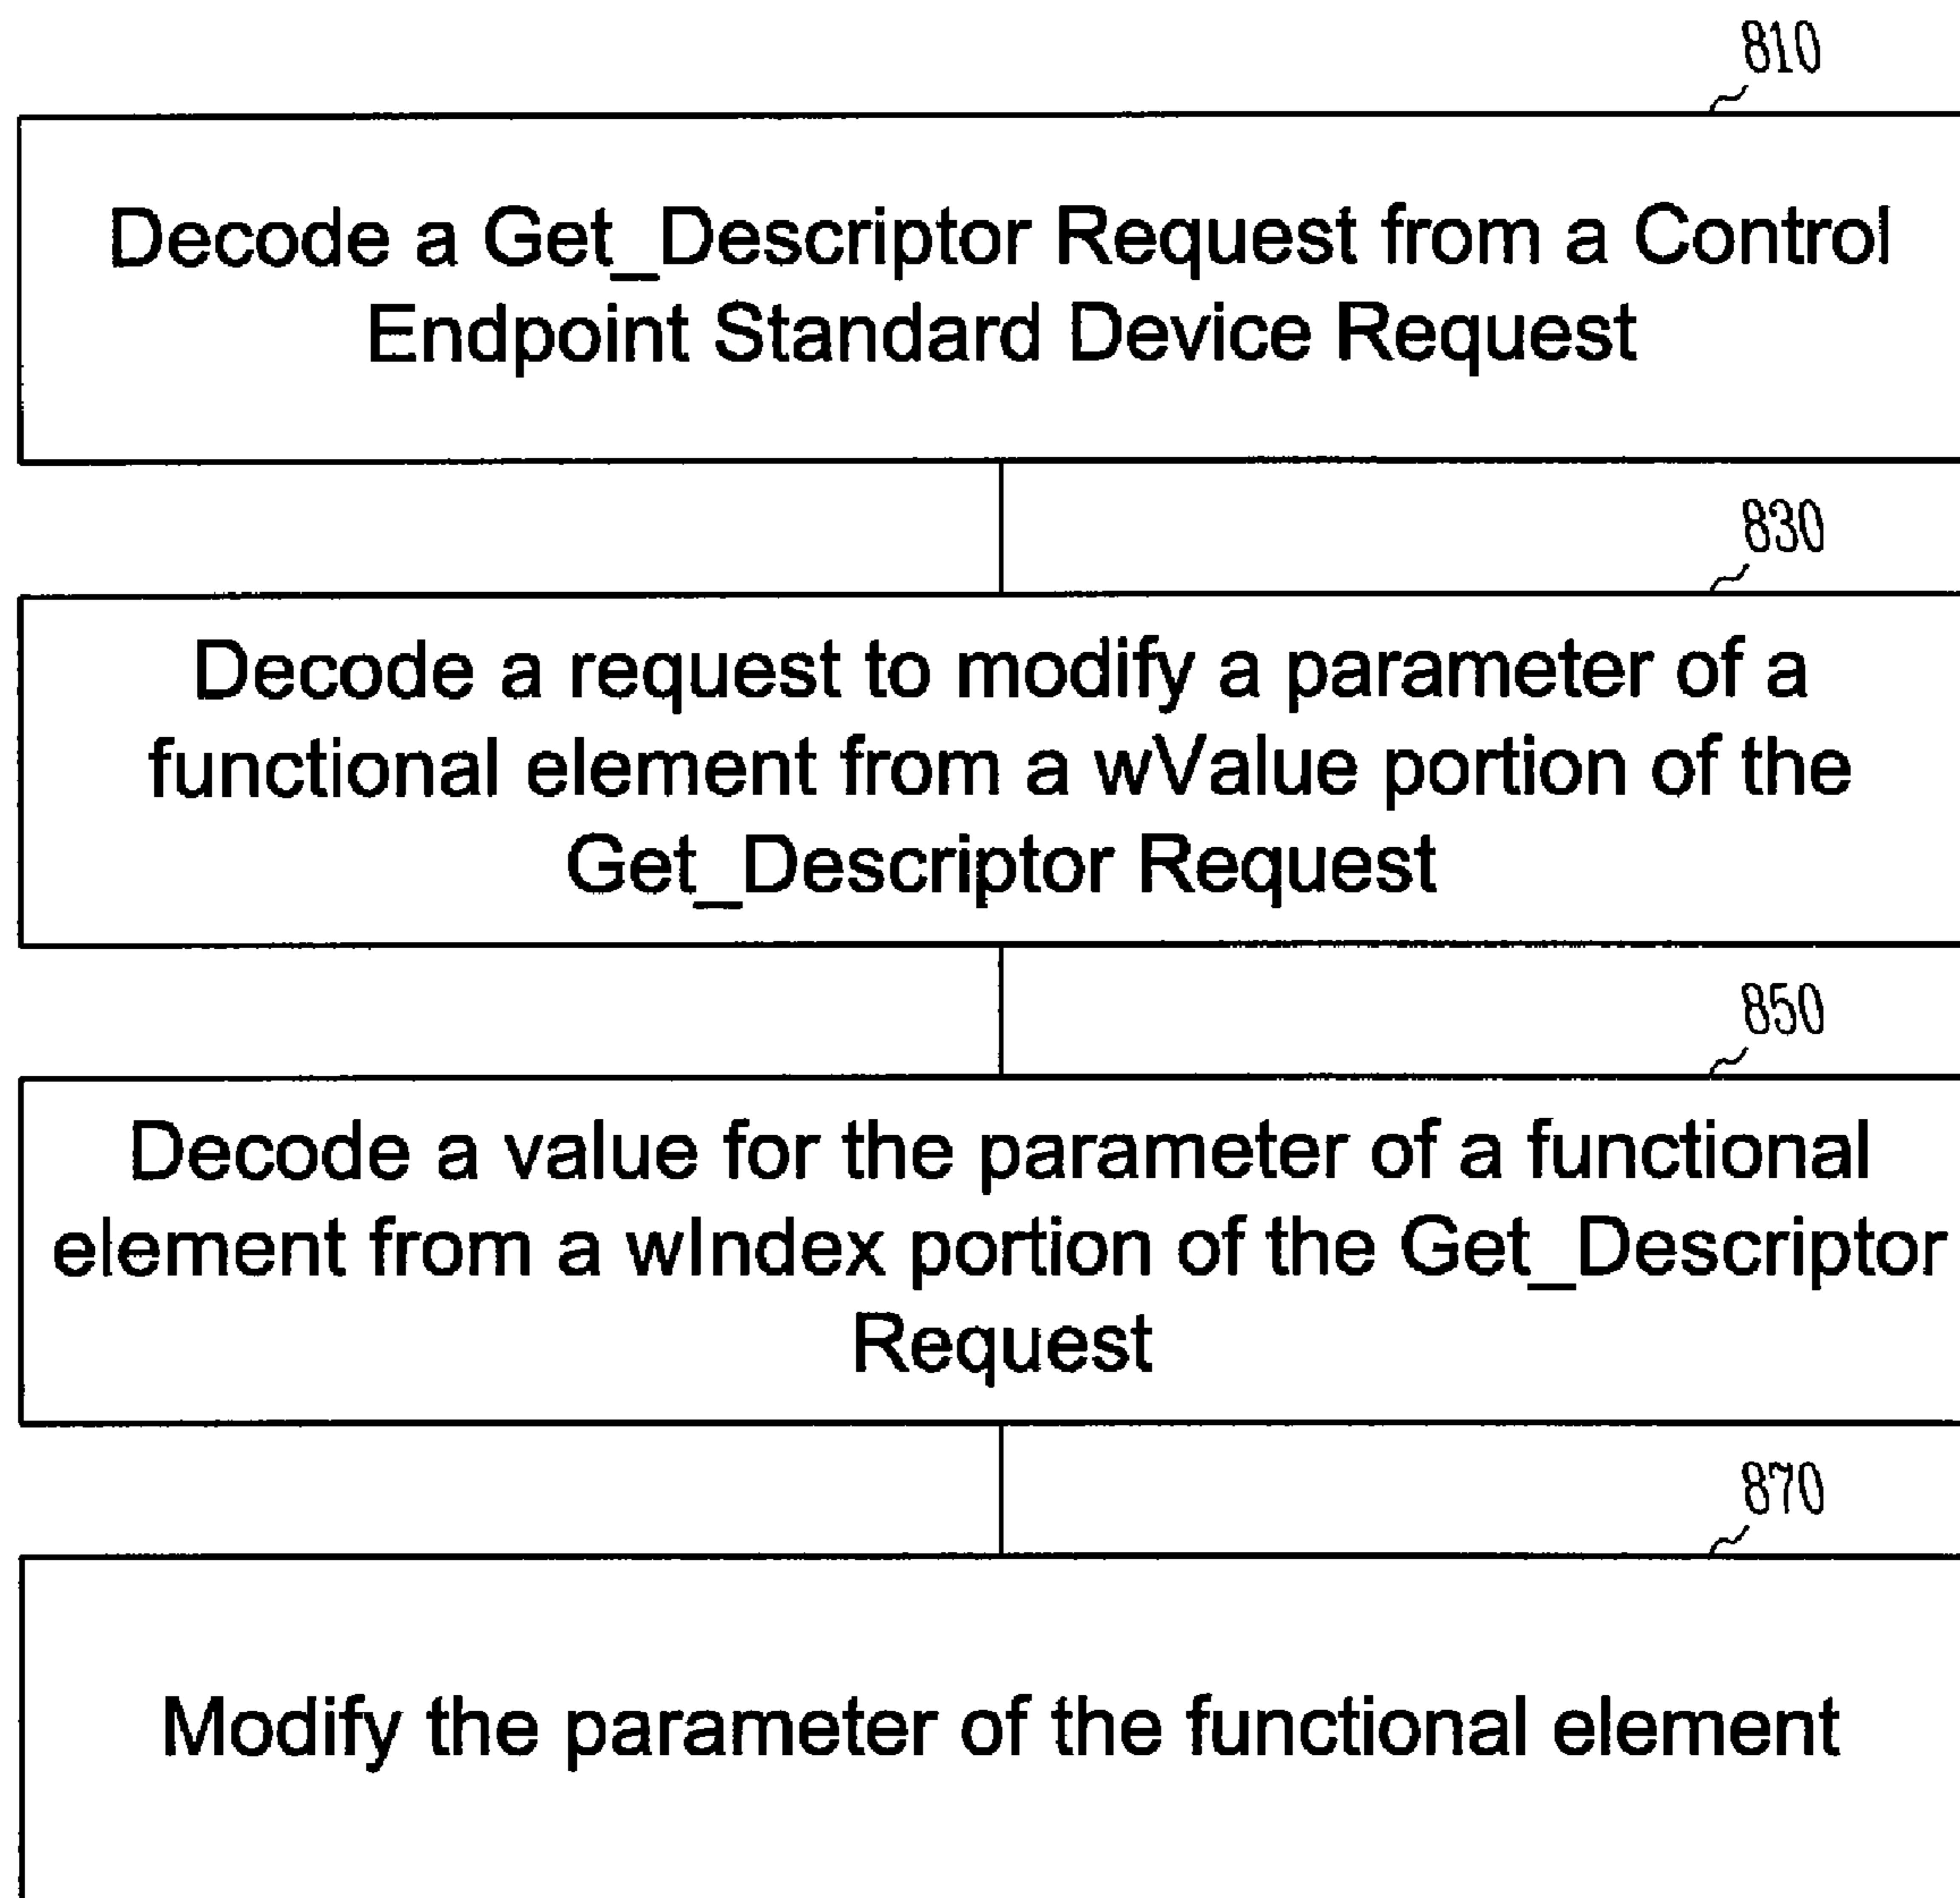 810
Decode a Get_Descriptor Request from a Control
Endpoint Standard Device Request
830
Decode a request to modify a parameter of a
functional element from a wValue portion of the
Get_Descriptor Request
850
Decode a value for the parameter of a functional
element from a wIndex portion of the Get_Descriptor
Request
870
Modify the parameter of the functional element